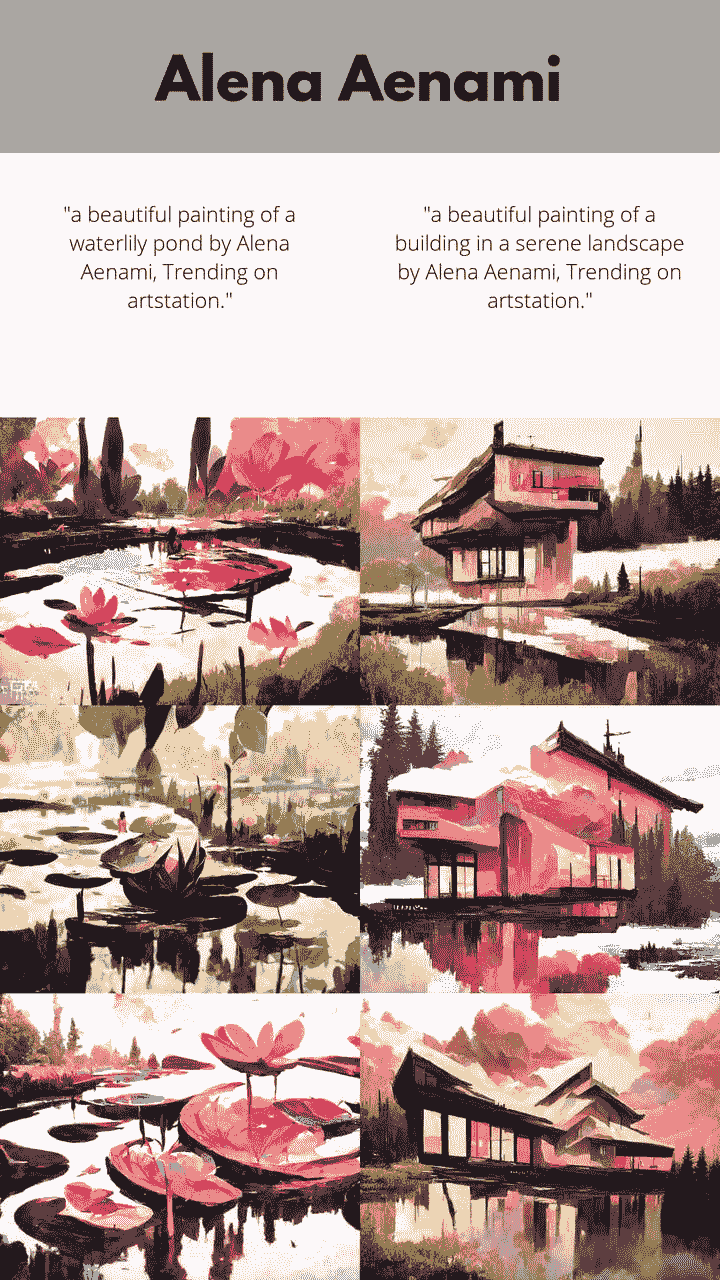 Alena Aenami
"a beautiful painting of a
waterlily pond by Alena
Aenami, Trending on
artstation."
"a beautiful painting of a
building in a serene landscape
by Alena Aenami, Trending on
artstation."